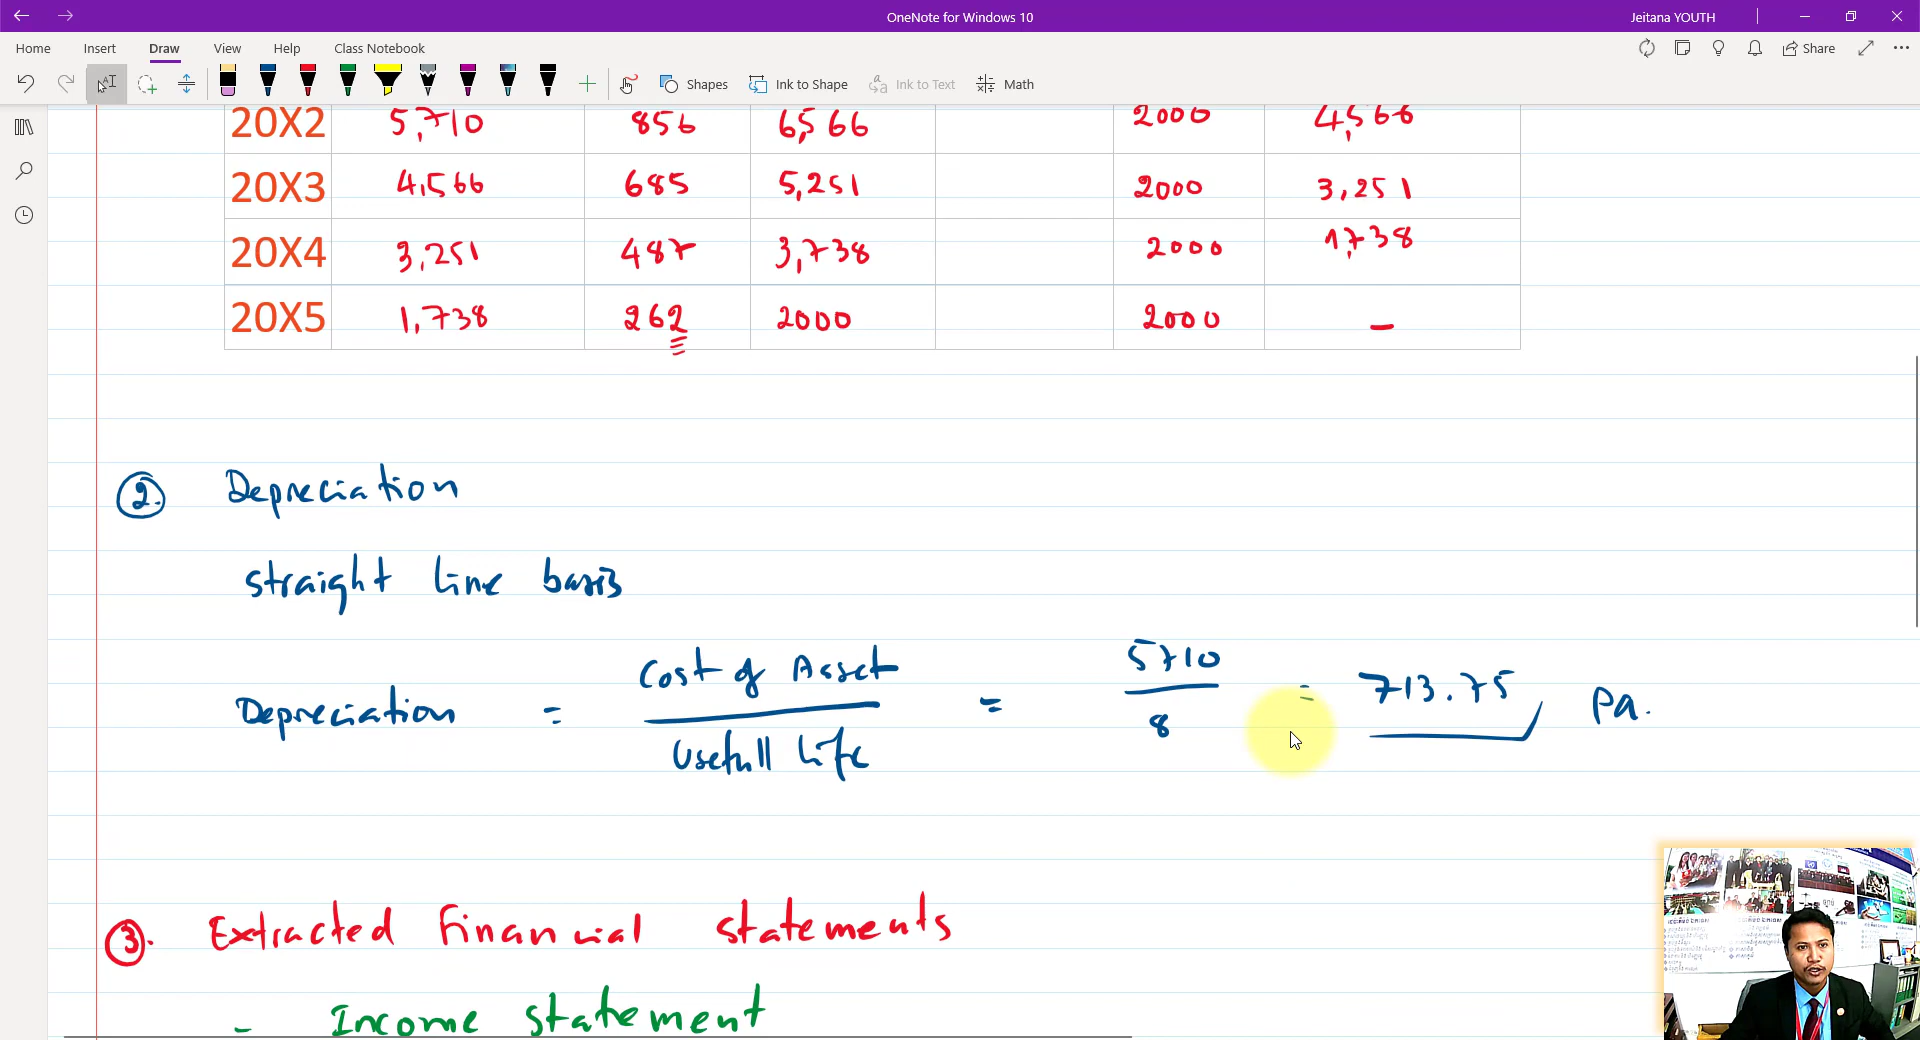 OneNote for Windows 10
Jeitana YOUTH
Home Insert Draw View Help Class Notebook
Share
Shapes Ink to Shape Ink to Text Math
20X2 5,710 856 6,566 2000 4,566
20X3 4,566 685 5,251 2000 3,251
20X4 3,251 487 3,738 2000 1,738
20X5 1,738 262 2000 2000 –
2. Depreciation
straight line basis
Depreciation = Cost of Asset / Usefull Life = 5710 / 8 = 713.75 Pa.
3. Extracted Financial statements
- Income statement